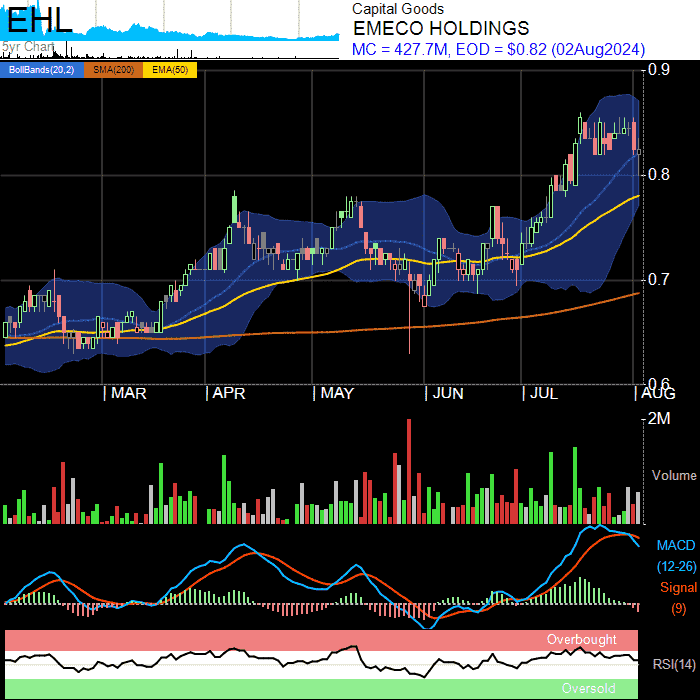 EHL
5yr Chart
Capital Goods
EMECO HOLDINGS
MC = 427.7M, EOD = $0.82 (02Aug2024)
BollBands(20,2) SMA(200) EMA(50)
0.9
0.8
0.7
0.6
MAR APR MAY JUN JUL AUG
2M
Volume
MACD
(12-26)
Signal
(9)
Overbought
RSI(14)
Oversold